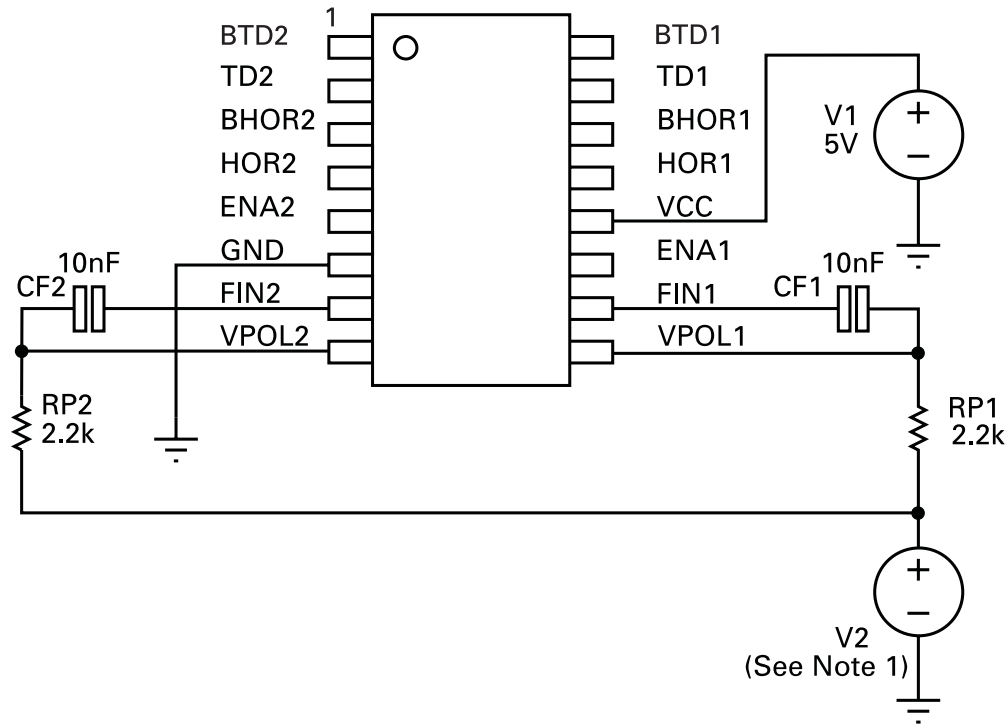 1
BTD2
BTD1
TD2
TD1
V1
5V
BHOR2
BHOR1
HOR2
HOR1
ENA2
VCC
GND
ENA1
10nF
CF2
10nF
CF1
FIN2
FIN1
VPOL2
VPOL1
RP2
2.2k
RP1
2.2k
V2
(See Note 1)
+
−
+
−